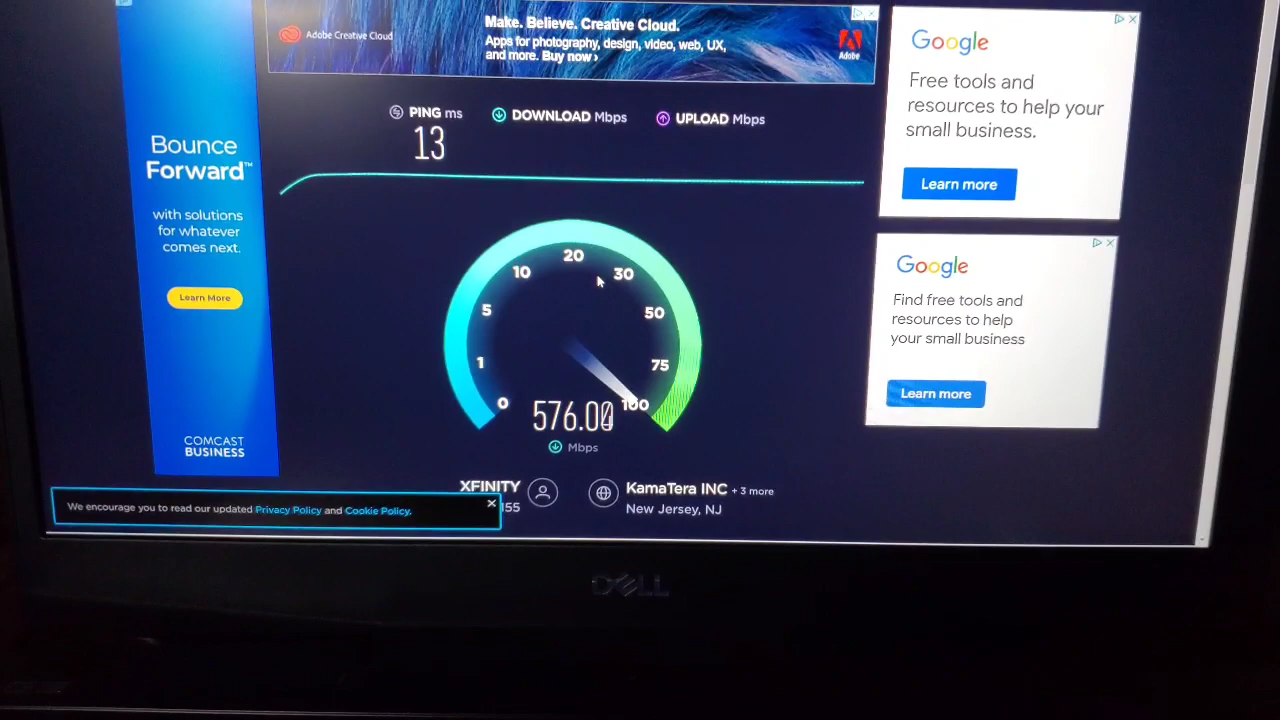 Adobe Creative Cloud
Make. Believe. Creative Cloud.
Apps for photography, design, video, web, UX,
and more. Buy now ›
Adobe
Google
Free tools and
resources to help your
small business.
Learn more
PING ms
13
DOWNLOAD Mbps
UPLOAD Mbps
Bounce
Forward™
with solutions
for whatever
comes next.
Learn More
COMCAST
BUSINESS
0
1
5
10
20
30
50
75
100
Mbps
Google
Find free tools and
resources to help
your small business
Learn more
XFINITY
155
KamaTera INC + 3 more
New Jersey, NJ
We encourage you to read our updated Privacy Policy and Cookie Policy.
DELL